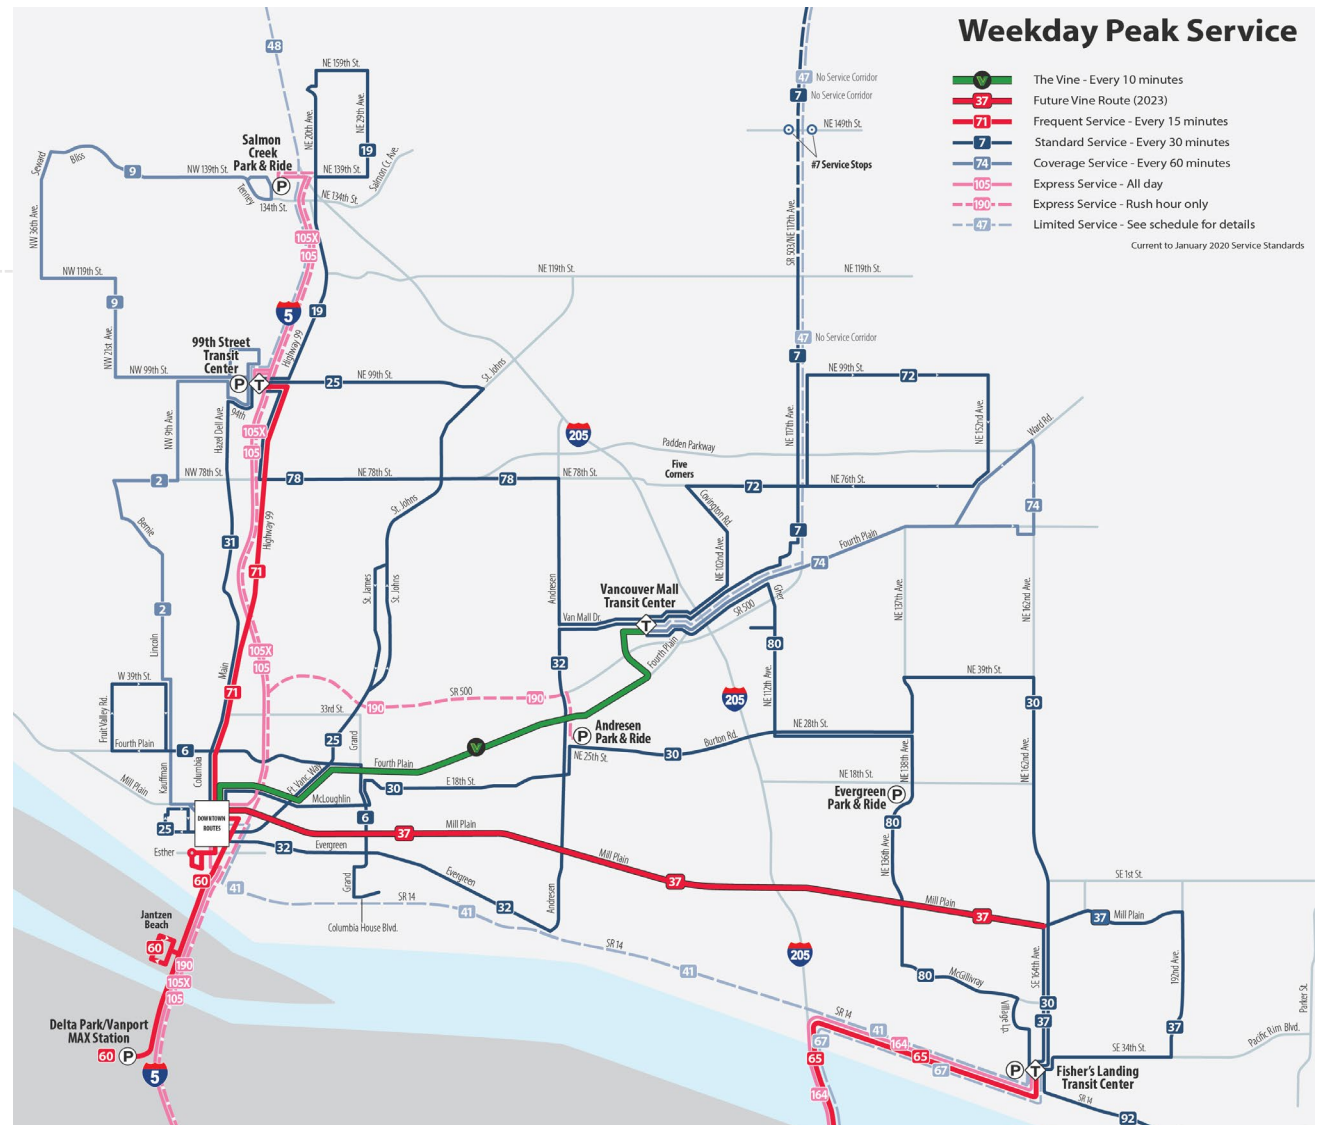 Weekday Peak Service
V The Vine - Every 10 minutes
37 Future Vine Route (2023)
71 Frequent Service - Every 15 minutes
7 Standard Service - Every 30 minutes
74 Coverage Service - Every 60 minutes
105 Express Service - All day
190 Express Service - Rush hour only
47 Limited Service - See schedule for details
Current to January 2020 Service Standards
48
NE 159th St.
NE 20th Ave.
NE 29th Ave.
19
Salmon
Creek
Park & Ride
P
NE 139th St.
NW 139th St.
Seward
Bliss
9
Tenney
134th St.
NE 134th St.
Salmon Cr. Ave.
47 No Service Corridor
7 No Service Corridor
NE 149th St.
#7 Service Stops
NW 36th Ave.
105X
105
SR 503/NE 117th Ave.
NW 119th St.
NE 119th St.
NE 119th St.
9
5
19
NW 21st Ave.
Highway 99
47 No Service Corridor
7
99th Street
Transit
Center
P
T
NW 99th St.
25
NE 99th St.
St. Johns
NE 99th St.
72
94th
NW 9th Ave.
Hazel Dell Ave.
105X
105
205
NE 117th Ave.
NE 152nd Ave.
Ward Rd.
Padden Parkway
Five
Corners
2
NW 78th St.
78
NE 78th St.
78
NE 78th St.
72
NE 76th St.
74
St. Johns
Covington Rd.
Bernie
31
Highway 99
7
Fourth Plain
74
71
St. James
St. Johns
Andresen
NE 102nd Ave.
Vancouver Mall
Transit Center
T
Van Mall Dr.
SR 500
Gher
NE 137th Ave.
NE 162nd Ave.
2
Lincoln
Main
105X
105
32
Fourth Plain
80
NE 112th Ave.
W 39th St.
71
190
SR 500
190
205
NE 39th St.
30
Fruit Valley Rd.
33rd St.
Grand
25
Fourth Plain
6
V
Andresen
Park & Ride
P
NE 28th St.
NE 25th St.
30
Burton Rd.
Mill Plain
Kauffman
Columbia
Ft. Vanc. Way
Fourth Plain
30
E 18th St.
NE 18th St.
NE 138th Ave.
NE 162nd Ave.
Evergreen
Park & Ride
P
McLoughlin
DOWNTOWN
ROUTES
25
6
37
Mill Plain
80
Esther
32
Evergreen
Mill Plain
NE 136th Ave.
60
41
Grand
Evergreen
37
SE 1st St.
SR 14
41
32
Andresen
Mill Plain
37
37
Mill Plain
Jantzen
Beach
60
Columbia House Blvd.
SR 14
205
190
105X
105
41
80
McGillivray
SE 164th Ave.
192nd Ave.
Parker St.
Village Lp.
30
37
37
Delta Park/Vanport
MAX Station
60
P
5
SR 14
67
65
41
164
65
67
SE 34th St.
Pacific Rim Blvd.
P
T
Fisher's Landing
Transit Center
164
SR 14
92